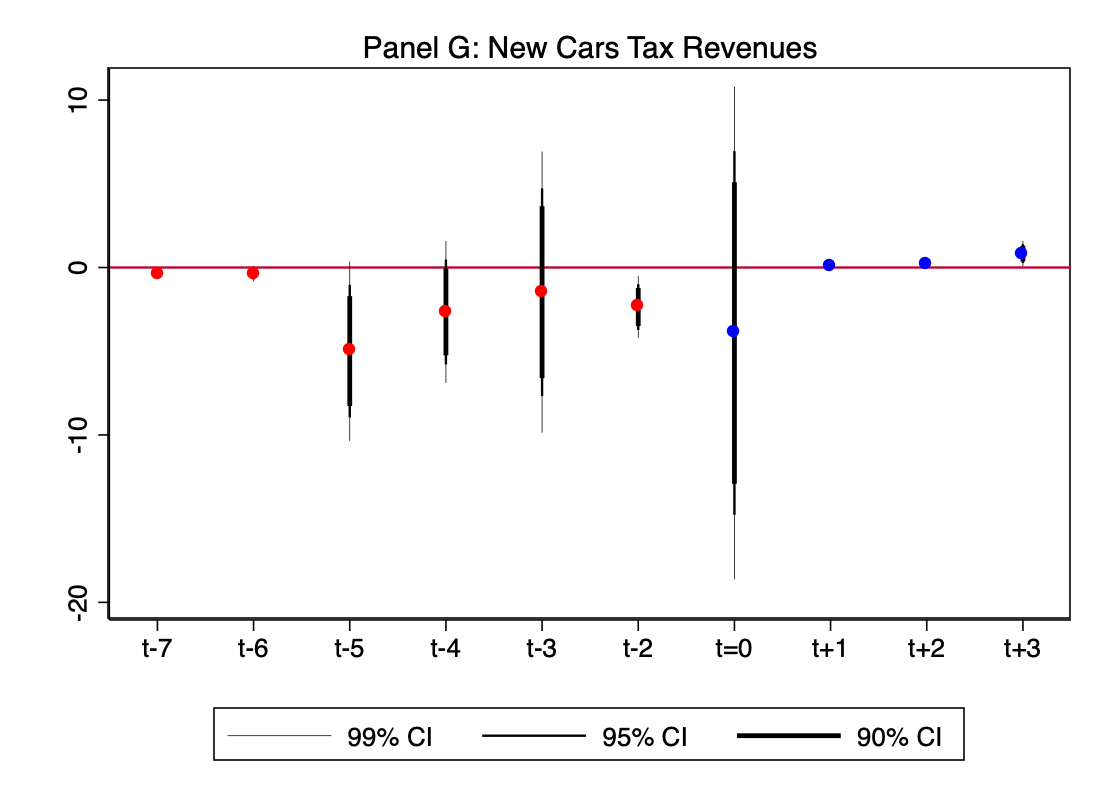 Panel G: New Cars Tax Revenues
10
0
-10
-20
t-7 t-6 t-5 t-4 t-3 t-2 t=0 t+1 t+2 t+3
99% CI 95% CI 90% CI